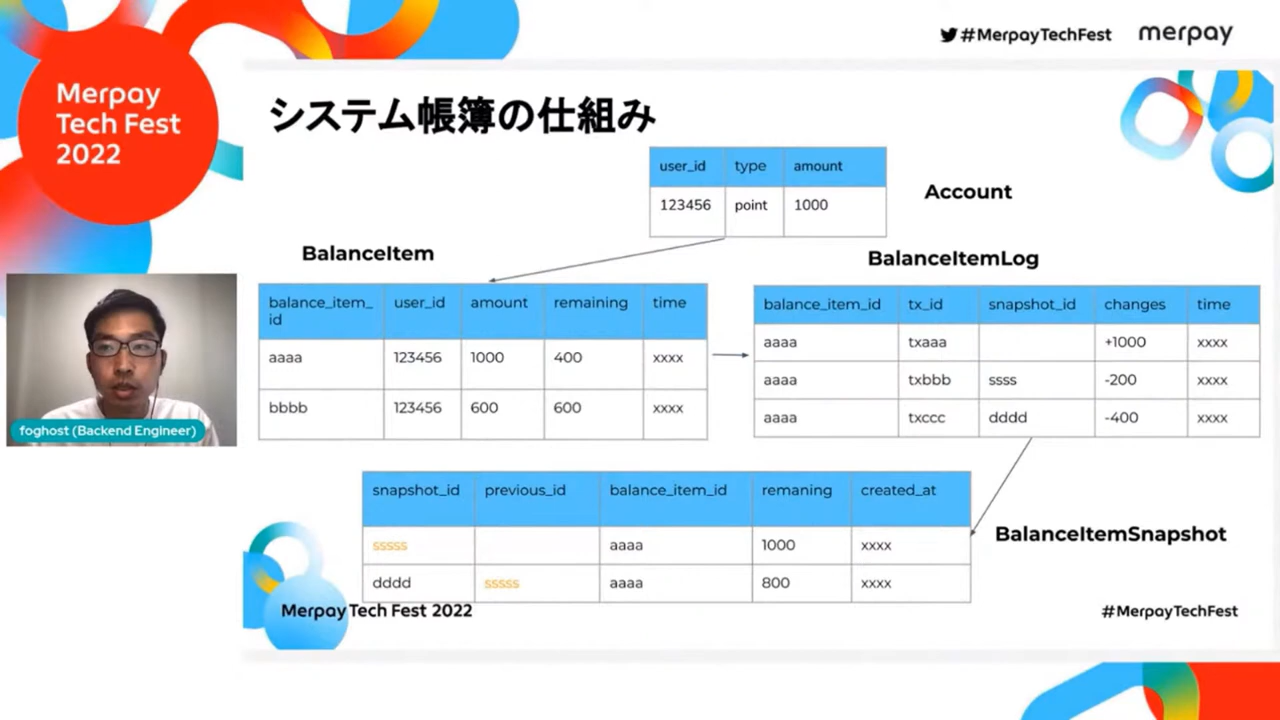 #MerpayTechFest merpay
Merpay
Tech Fest
2022
システム帳簿の仕組み
user_id type amount
123456 point 1000
Account
BalanceItem
balance_item_
id user_id amount remaining time
aaaa 123456 1000 400 xxxx
bbbb 123456 600 600 xxxx
BalanceItemLog
balance_item_id tx_id snapshot_id changes time
aaaa txaaa +1000 xxxx
aaaa txbbb ssss -200 xxxx
aaaa txccc dddd -400 xxxx
foghost (Backend Engineer)
snapshot_id previous_id balance_item_id remaning created_at
sssss aaaa 1000 xxxx
dddd sssss aaaa 800 xxxx
BalanceItemSnapshot
Merpay Tech Fest 2022
#MerpayTechFest